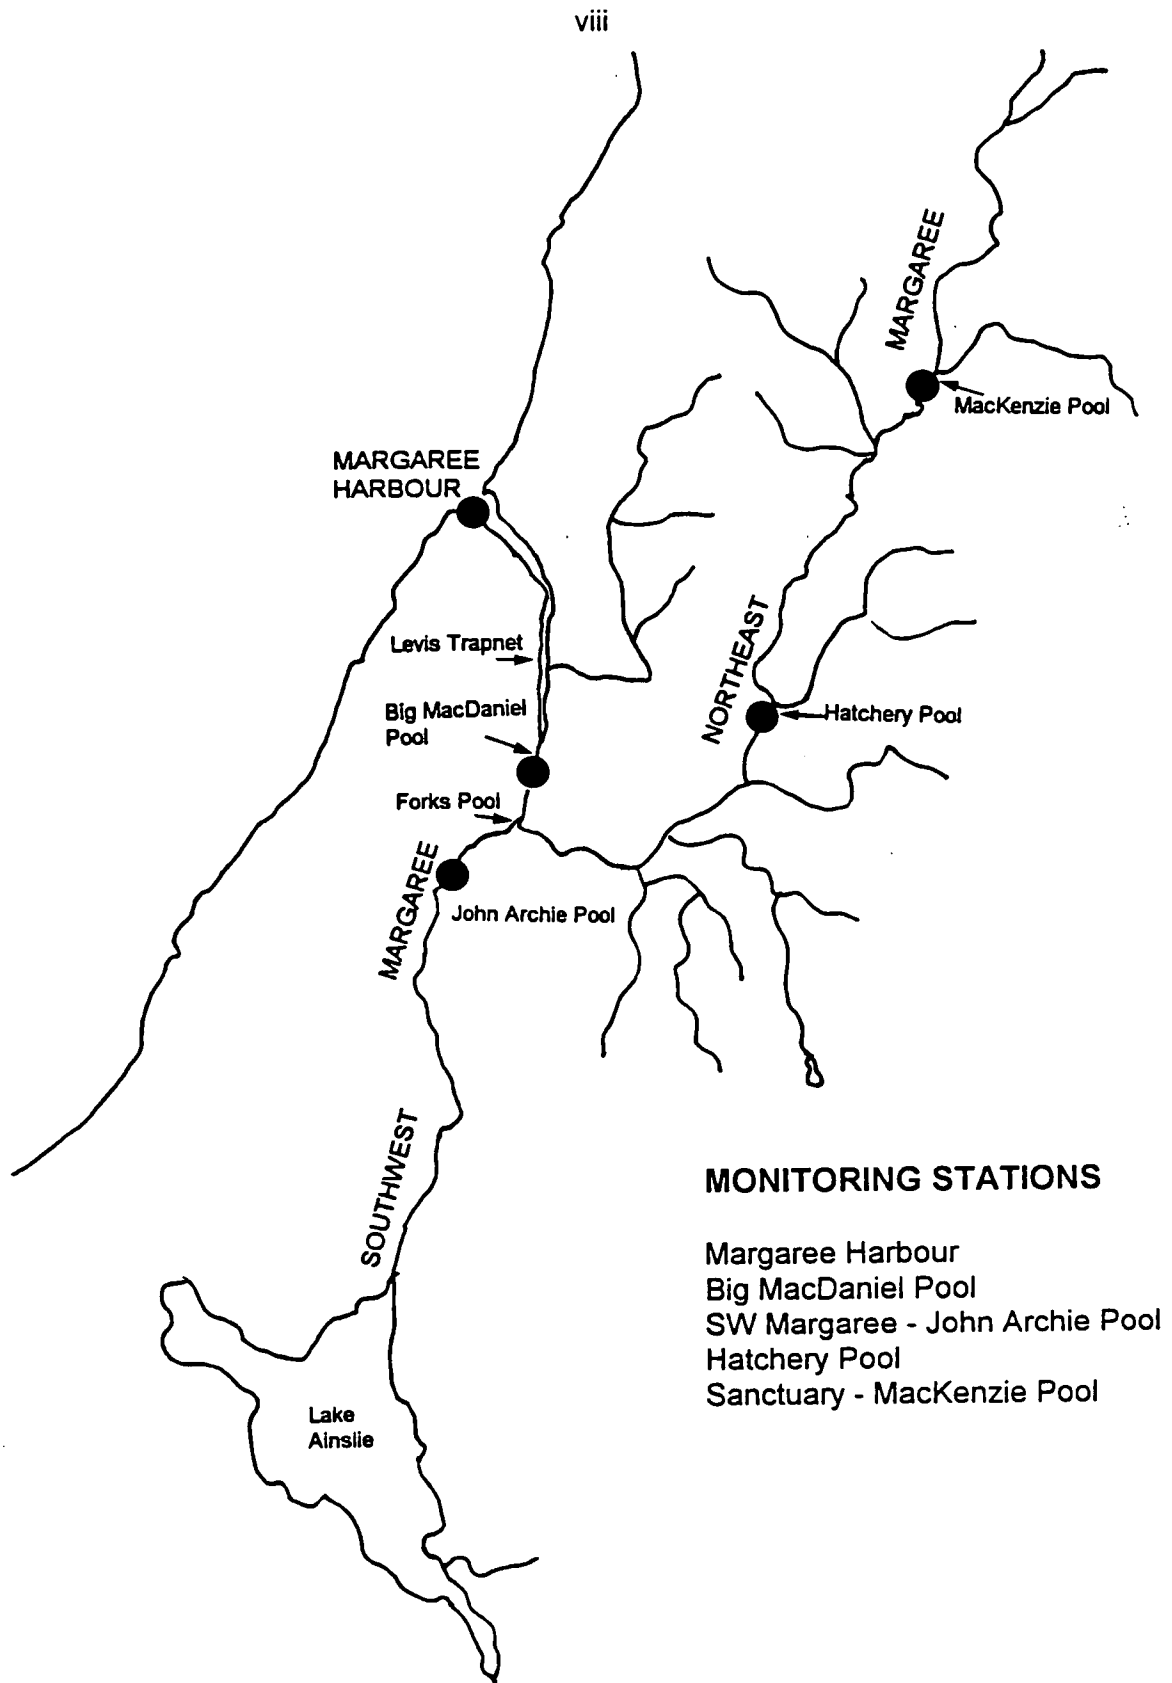 viii
MARGAREE
MacKenzie Pool
MARGAREE
HARBOUR
Levis Trapnet
NORTHEAST
Big MacDaniel
Pool
Hatchery Pool
Forks Pool
MARGAREE
John Archie Pool
SOUTHWEST
MONITORING STATIONS
Margaree Harbour
Big MacDaniel Pool
SW Margaree - John Archie Pool
Hatchery Pool
Sanctuary - MacKenzie Pool
Lake
Ainslie